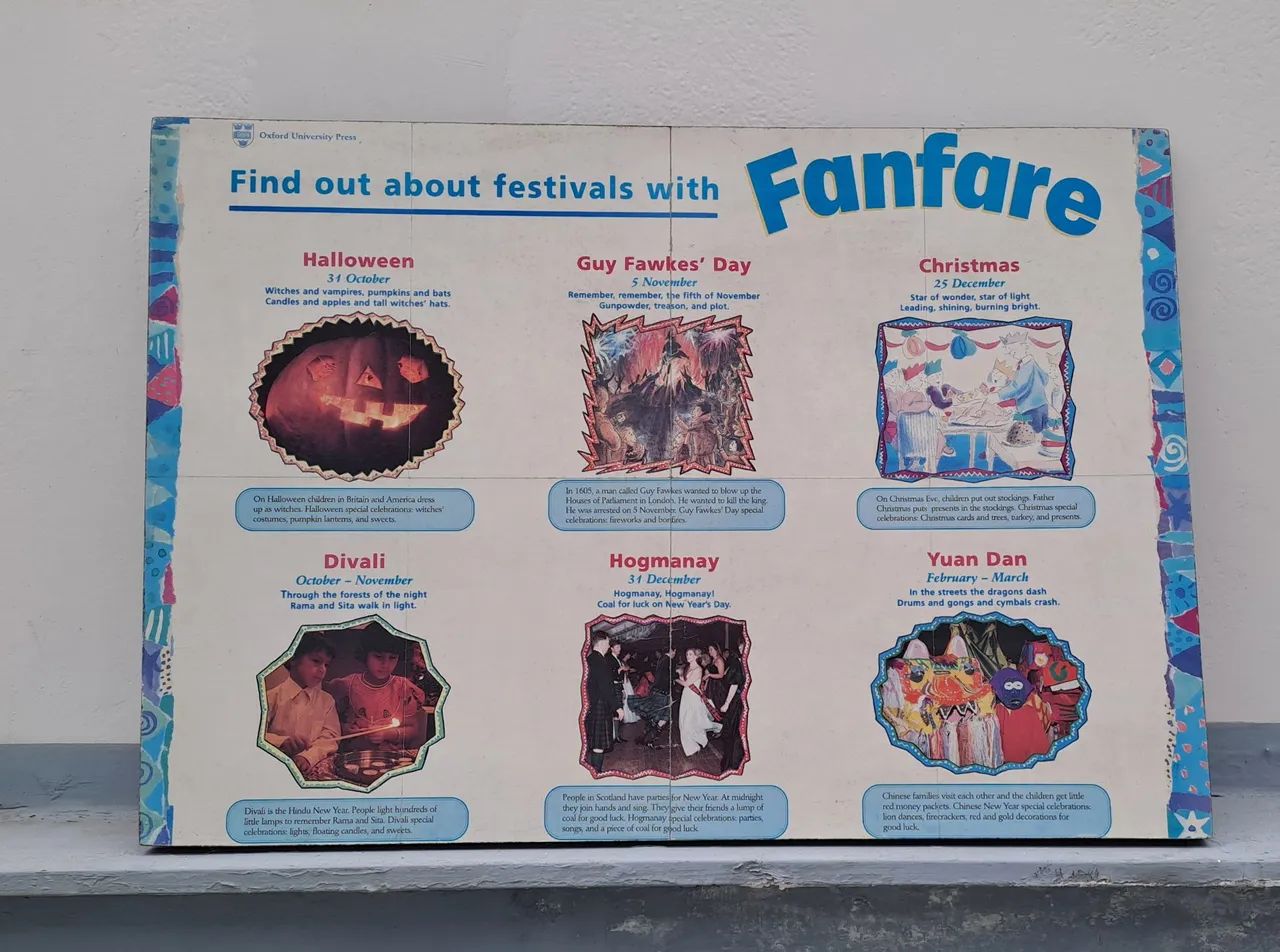 Oxford University Press
Find out about festivals with
Fanfare
Halloween
31 October
Witches and vampires, pumpkins and bats
Candles and apples and tall witches' hats.
On Halloween children in Britain and America dress
up as witches. Halloween special celebrations: witches'
costumes, pumpkin lanterns, and sweets.
Guy Fawkes' Day
5 November
Remember, remember, the fifth of November
Gunpowder, treason, and plot.
In 1605, a man called Guy Fawkes wanted to blow up the
Houses of Parliament in London. He wanted to kill the king.
He was arrested on 5 November. Guy Fawkes' Day special
celebrations: fireworks and bonfires.
Christmas
25 December
Star of wonder, star of light
Leading, shining, burning bright.
On Christmas Eve, children put out stockings. Father
Christmas puts presents in the stockings. Christmas special
celebrations: Christmas cards and trees, turkey, and presents.
Divali
October – November
Through the forests of the night
Rama and Sita walk in light.
Divali is the Hindu New Year. People light hundreds of
little lamps to remember Rama and Sita. Divali special
celebrations: lights, floating candles, and sweets.
Hogmanay
31 December
Hogmanay, Hogmanay!
Coal for luck on New Year's Day.
People in Scotland have parties for New Year. At midnight
they join hands and sing. They give their friends a lump of
coal for good luck. Hogmanay special celebrations: parties,
songs, and a piece of coal for good luck.
Yuan Dan
February – March
In the streets the dragons dash
Drums and gongs and cymbals crash.
Chinese families visit each other and the children get little
red money packets. Chinese New Year special celebrations:
lion dances, firecrackers, red and gold decorations for
good luck.